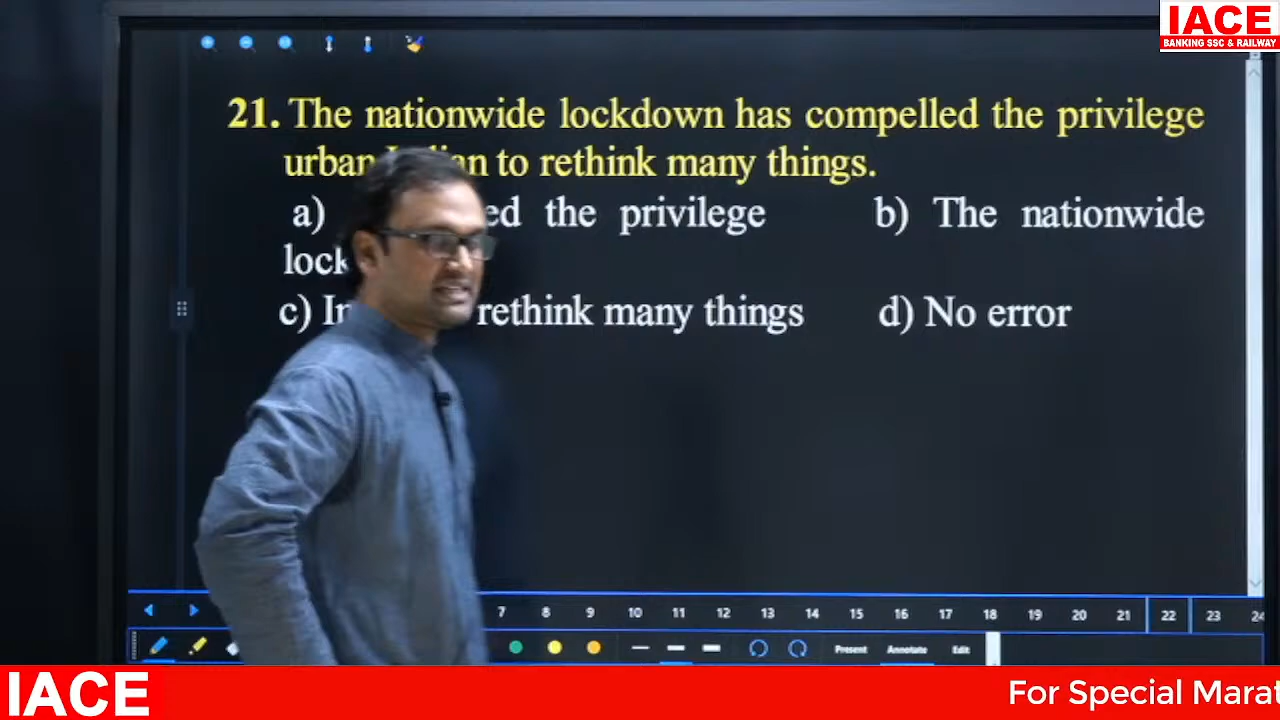 IACE
BANKING SSC & RAILWAY
21. The nationwide lockdown has compelled the privilege
urban to rethink many things.
a) the privilege b) The nationwide
c) rethink many things d) No error
7 8 9 10 11 12 13 14 15 16 17 18 19 20 21 22 23 24
Present Annotate Edit
IACE For Special